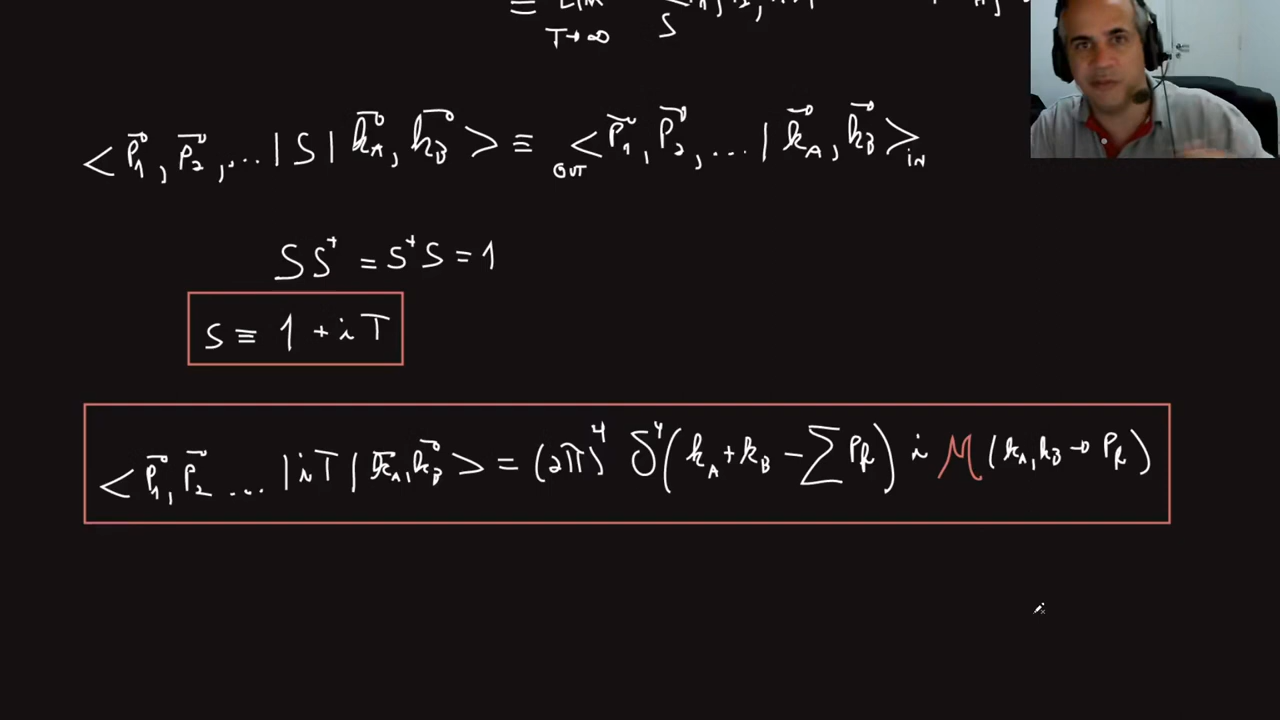 ≡ Lim
T→∞
<p⃗₁, p⃗₂, ... | S | k⃗_A, k⃗_B> ≡ _OUT<p⃗₁, p⃗₂, ... | k⃗_A, k⃗_B>_IN
SS⁺ = S⁺S = 1
S ≡ 1 + iT
<p⃗₁, p⃗₂ ... | iT | k⃗_A, k⃗_B> = (2π)⁴ δ⁴(k_A + k_B − ∑ p_f) i M (k_A, k_B → p_f)